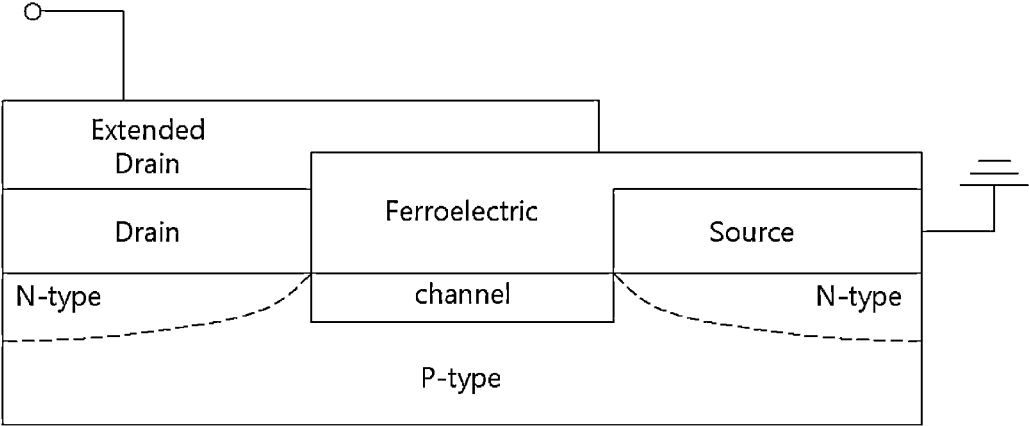 Extended
Drain
Ferroelectric
Drain
Source
N-type
channel
N-type
P-type